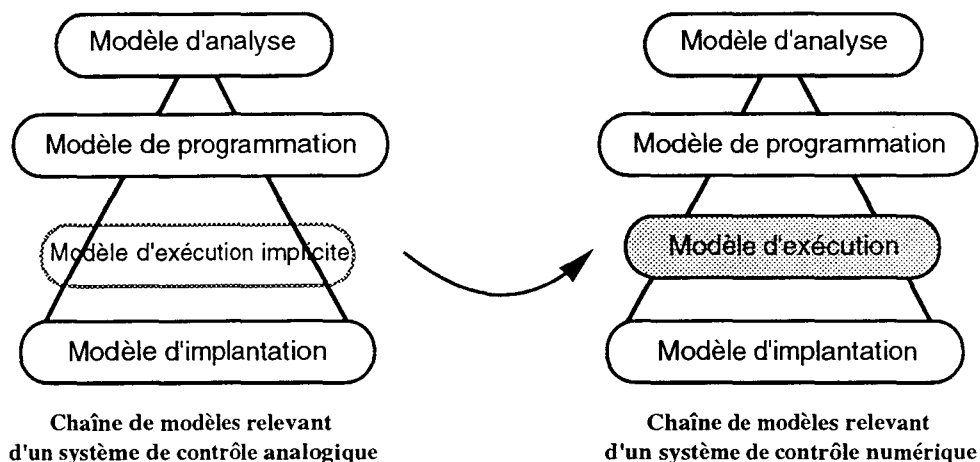 Modèle d'analyse
Modèle de programmation
Modèle d'exécution implicite
Modèle d'implantation
Chaîne de modèles relevant
d'un système de contrôle analogique
Modèle d'analyse
Modèle de programmation
Modèle d'exécution
Modèle d'implantation
Chaîne de modèles relevant
d'un système de contrôle numérique